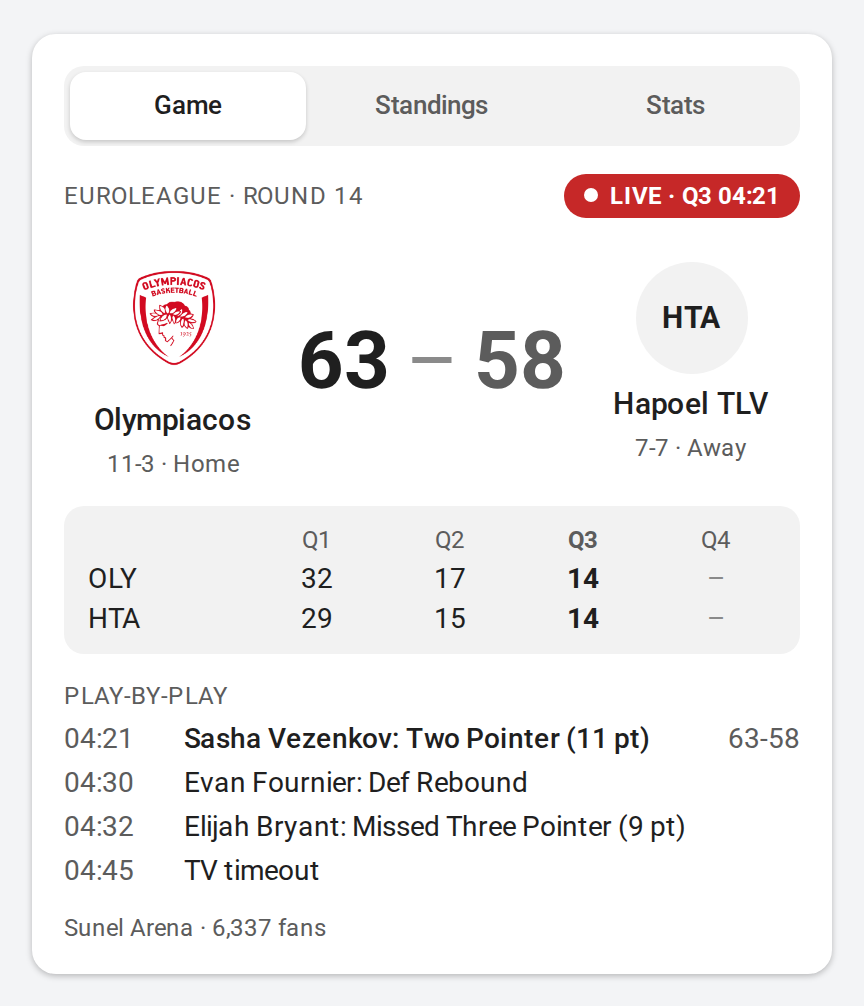 Game Standings Stats
EUROLEAGUE · ROUND 14 LIVE · Q3 04:21
OLYMPIACOS
BASKETBALL
1925
HTA
63 – 58
Olympiacos
11-3 · Home
Hapoel TLV
7-7 · Away
Q1 Q2 Q3 Q4
OLY 32 17 14 –
HTA 29 15 14 –
PLAY-BY-PLAY
04:21 Sasha Vezenkov: Two Pointer (11 pt) 63-58
04:30 Evan Fournier: Def Rebound
04:32 Elijah Bryant: Missed Three Pointer (9 pt)
04:45 TV timeout
Sunel Arena · 6,337 fans